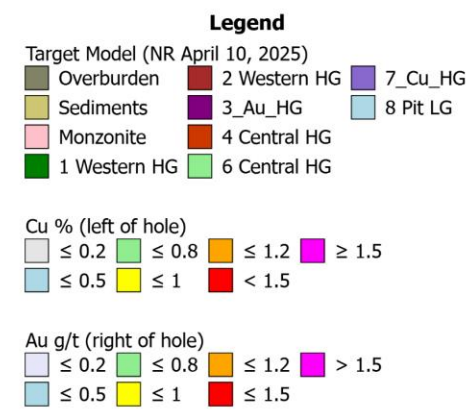 Legend
Target Model (NR April 10, 2025)
Overburden 2 Western HG 7_Cu_HG
Sediments 3_Au_HG 8 Pit LG
Monzonite 4 Central HG
1 Western HG 6 Central HG
Cu % (left of hole)
≤ 0.2 ≤ 0.8 ≤ 1.2 ≥ 1.5
≤ 0.5 ≤ 1 < 1.5
Au g/t (right of hole)
≤ 0.2 ≤ 0.8 ≤ 1.2 > 1.5
≤ 0.5 ≤ 1 ≤ 1.5